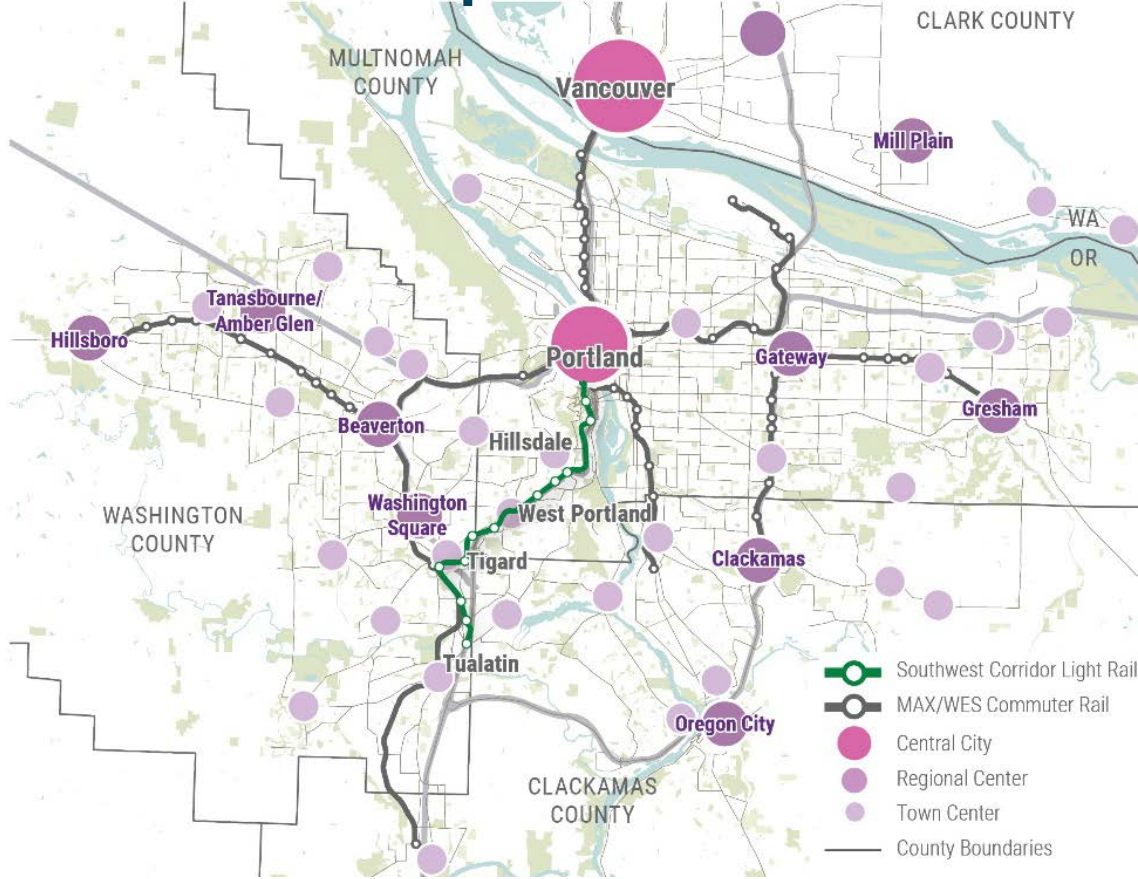 CLARK COUNTY
MULTNOMAH
COUNTY
Vancouver
Mill Plain
WA
OR
Tanasbourne/
Amber Glen
Hillsboro
Portland
Gateway
Gresham
Beaverton
Hillsdale
Washington
Square
West Portland
WASHINGTON
COUNTY
Tigard
Clackamas
Tualatin
Oregon City
CLACKAMAS
COUNTY
Southwest Corridor Light Rail
MAX/WES Commuter Rail
Central City
Regional Center
Town Center
County Boundaries